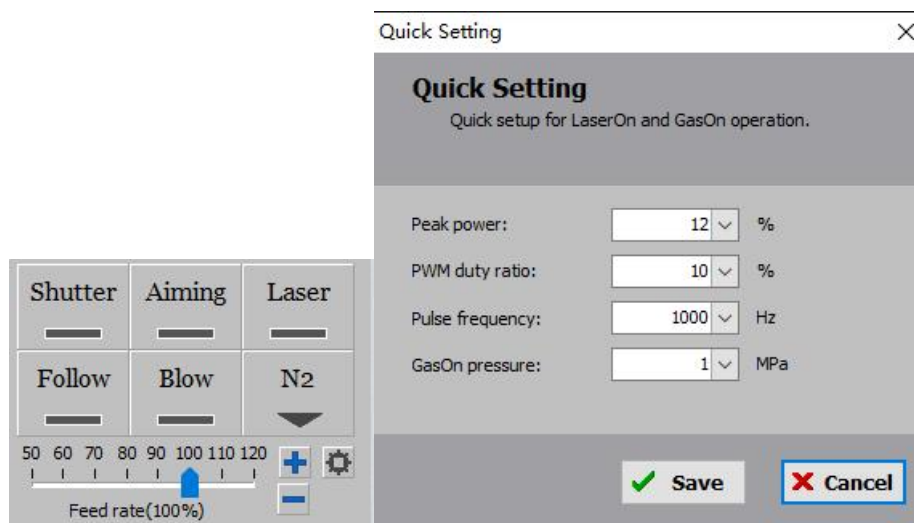 Quick Setting
Quick Setting
Quick setup for LaserOn and GasOn operation.
Peak power: 12 %
PWM duty ratio: 10 %
Pulse frequency: 1000 Hz
GasOn pressure: 1 MPa
Save Cancel
Shutter Aiming Laser
Follow Blow N2
50 60 70 80 90 100 110 120
Feed rate(100%)